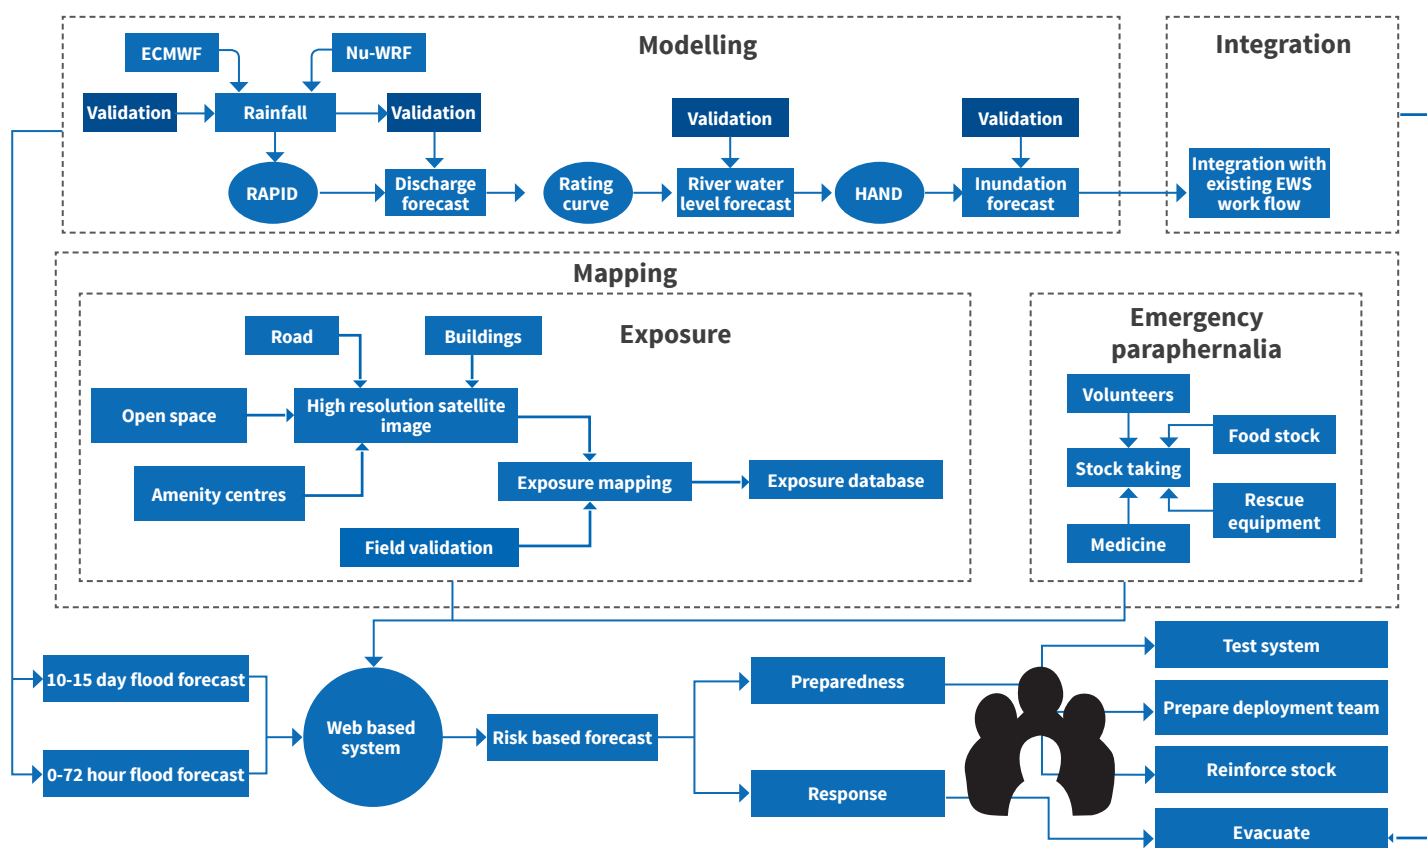 Modelling
Integration
ECMWF
Nu-WRF
Validation
Rainfall
Validation
Validation
Validation
RAPID
Discharge
forecast
Rating
curve
River water
level forecast
HAND
Inundation
forecast
Integration with
existing EWS
work flow
Mapping
Exposure
Road
Buildings
Open space
High resolution satellite
image
Amenity centres
Exposure mapping
Exposure database
Field validation
Emergency
paraphernalia
Volunteers
Food stock
Stock taking
Rescue
equipment
Medicine
10-15 day flood forecast
0-72 hour flood forecast
Web based
system
Risk based forecast
Preparedness
Response
Test system
Prepare deployment team
Reinforce stock
Evacuate